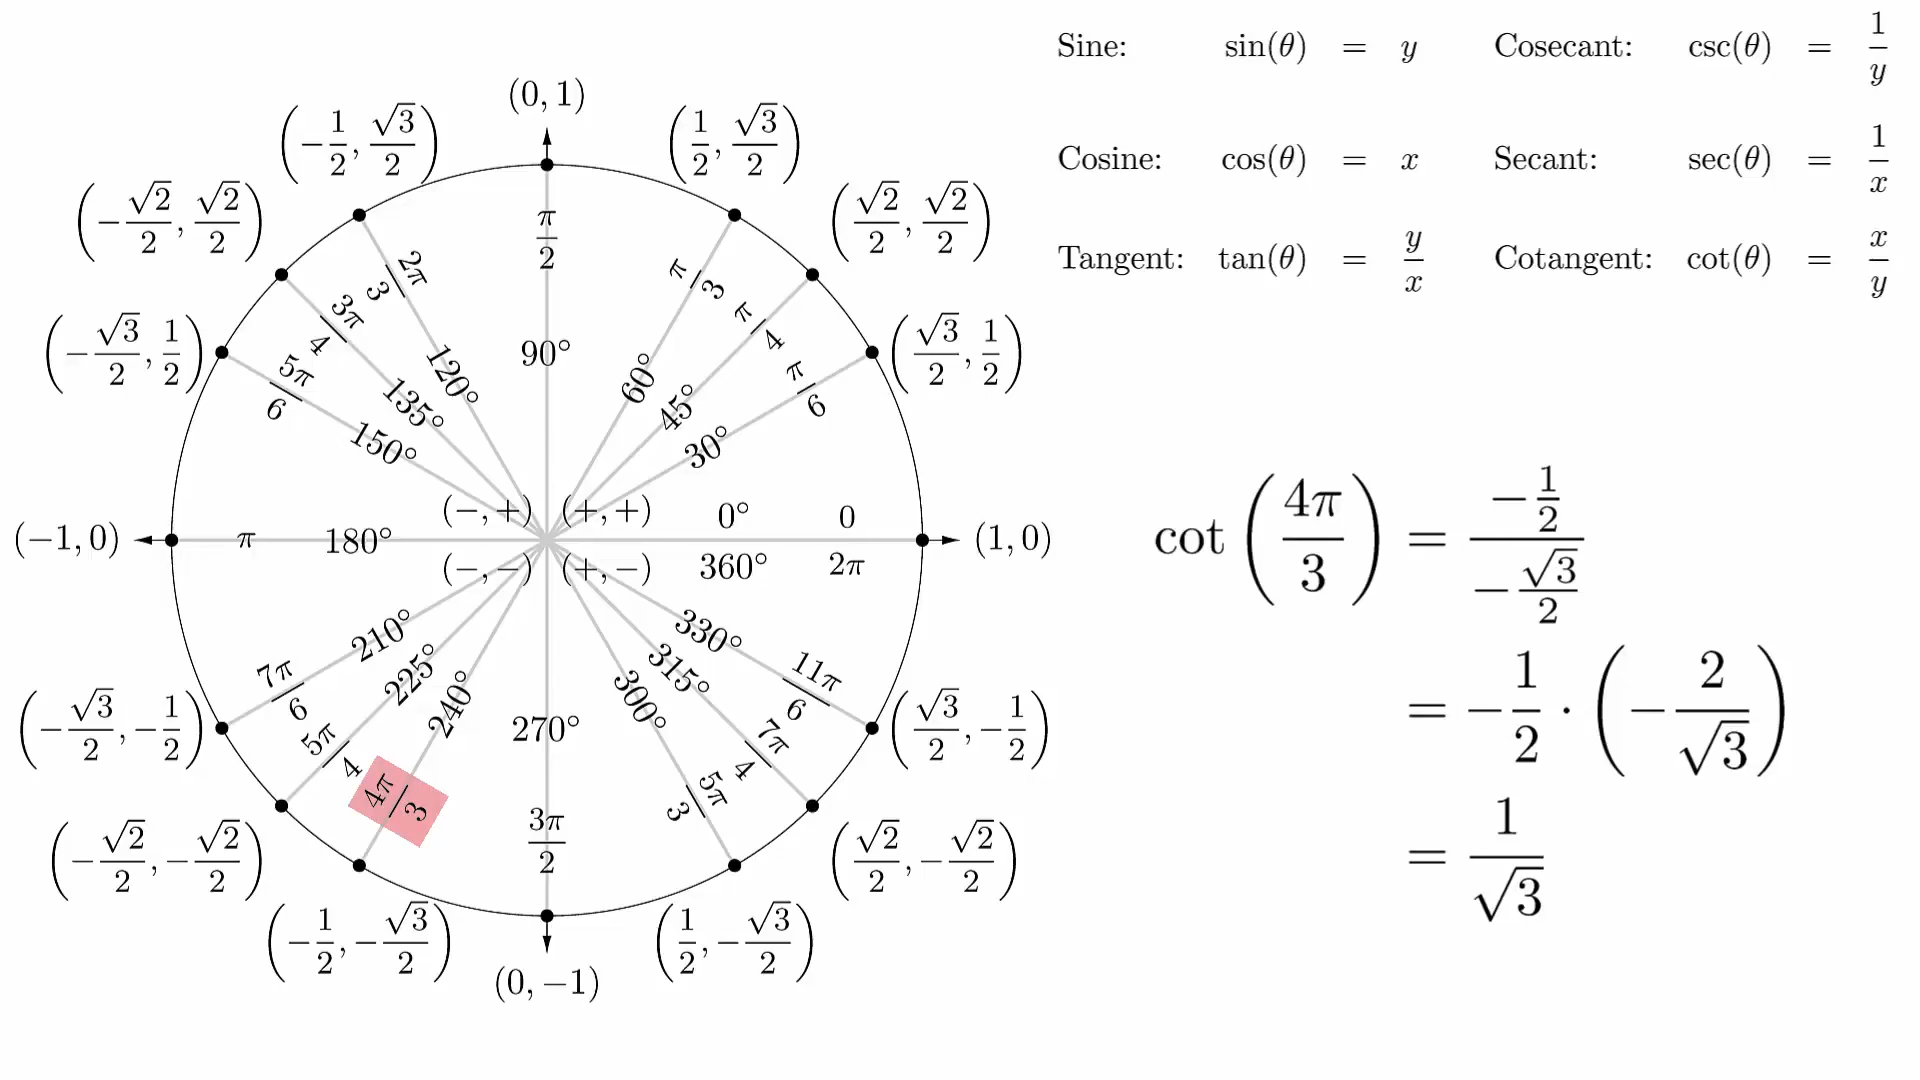 Sine: sin(θ) = y Cosecant: csc(θ) = 1/y
Cosine: cos(θ) = x Secant: sec(θ) = 1/x
Tangent: tan(θ) = y/x Cotangent: cot(θ) = x/y
(0, 1)
(−1/2, √3/2) (1/2, √3/2)
(−√2/2, √2/2) (√2/2, √2/2)
(−√3/2, 1/2) (√3/2, 1/2)
π/2
2π/3 π/3
3π/4 π/4
5π/6 π/6
90°
120° 60°
135° 45°
150° 30°
(−, +) (+, +) 0° 0
(−1, 0) π 180° (1, 0)
(−, −) (+, −) 360° 2π
210° 330°
225° 315°
240° 270° 300°
7π/6 11π/6
5π/4 7π/4
4π/3 5π/3
3π/2
(−√3/2, −1/2) (√3/2, −1/2)
(−√2/2, −√2/2) (√2/2, −√2/2)
(−1/2, −√3/2) (1/2, −√3/2)
(0, −1)
cot(4π/3) = (−1/2)/(−√3/2)
= −1/2 · (−2/√3)
= 1/√3